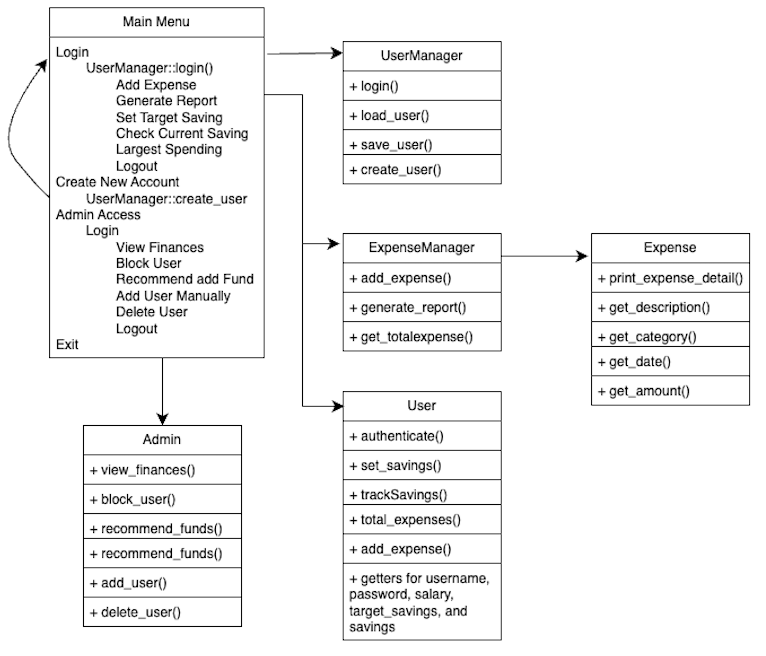 Main Menu
Login
UserManager::login()
Add Expense
Generate Report
Set Target Saving
Check Current Saving
Largest Spending
Logout
Create New Account
UserManager::create_user
Admin Access
Login
View Finances
Block User
Recommend add Fund
Add User Manually
Delete User
Logout
Exit
UserManager
+ login()
+ load_user()
+ save_user()
+ create_user()
ExpenseManager
+ add_expense()
+ generate_report()
+ get_totalexpense()
Expense
+ print_expense_detail()
+ get_description()
+ get_category()
+ get_date()
+ get_amount()
User
+ authenticate()
+ set_savings()
+ trackSavings()
+ total_expenses()
+ add_expense()
+ getters for username,
password, salary,
target_savings, and
savings
Admin
+ view_finances()
+ block_user()
+ recommend_funds()
+ recommend_funds()
+ add_user()
+ delete_user()